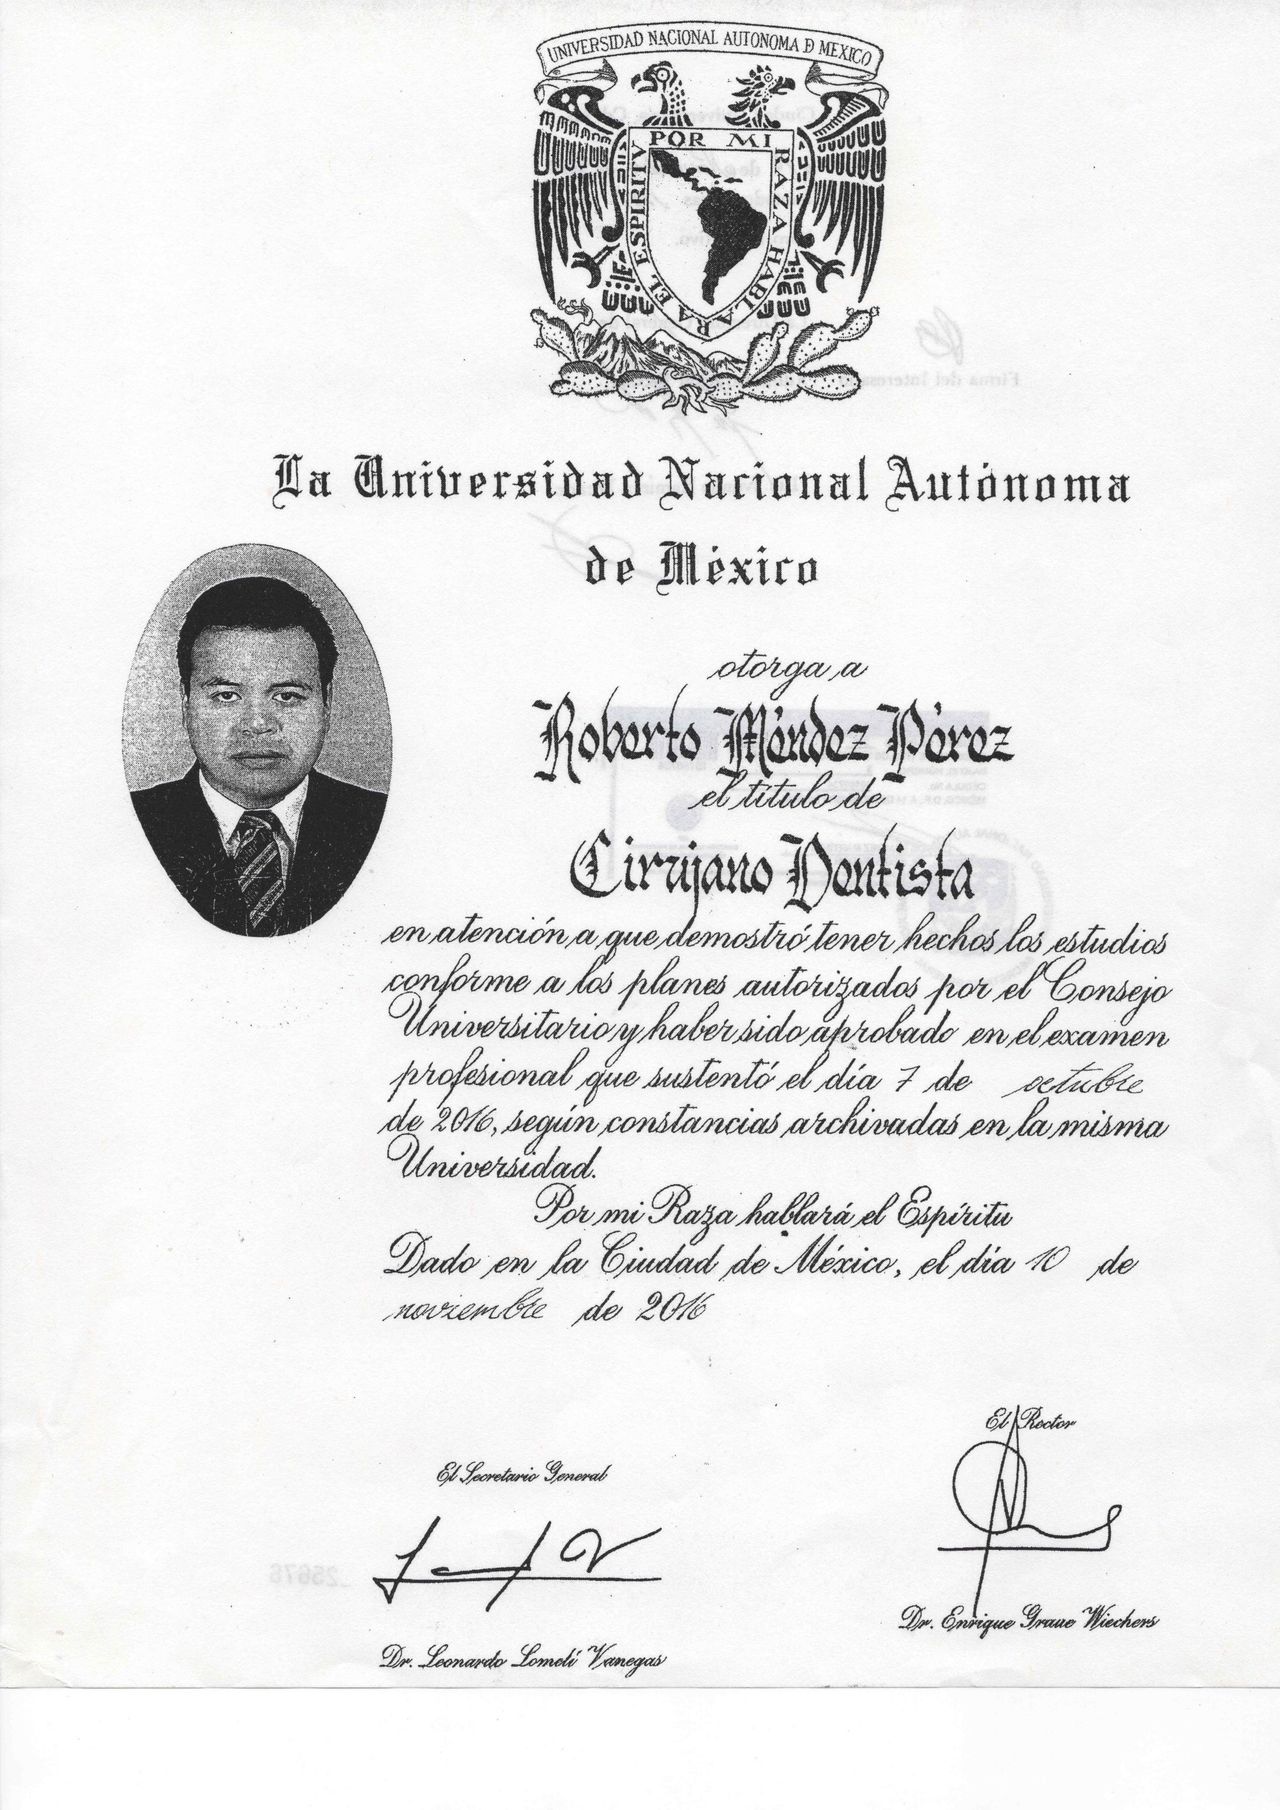 UNIVERSIDAD NACIONAL AUTONOMA D MEXICO
POR MI RAZA HABLARA EL ESPIRITU
La Universidad Nacional Autónoma
de México
otorga a
Roberto Méndez Pérez
el título de
Cirujano Dentista
en atención a que demostró tener hechos los estudios
conforme a los planes autorizados por el Consejo
Universitario y haber sido aprobado en el examen
profesional que sustentó el día 7 de octubre
de 2016, según constancias archivadas en la misma
Universidad.
Por mi Raza hablará el Espíritu
Dado en la Ciudad de México, el día 10 de
noviembre de 2016
El Rector
El Secretario General
Dr. Enrique Graue Wiechers
Dr. Leonardo Lomelí Vanegas
Firma del
25676